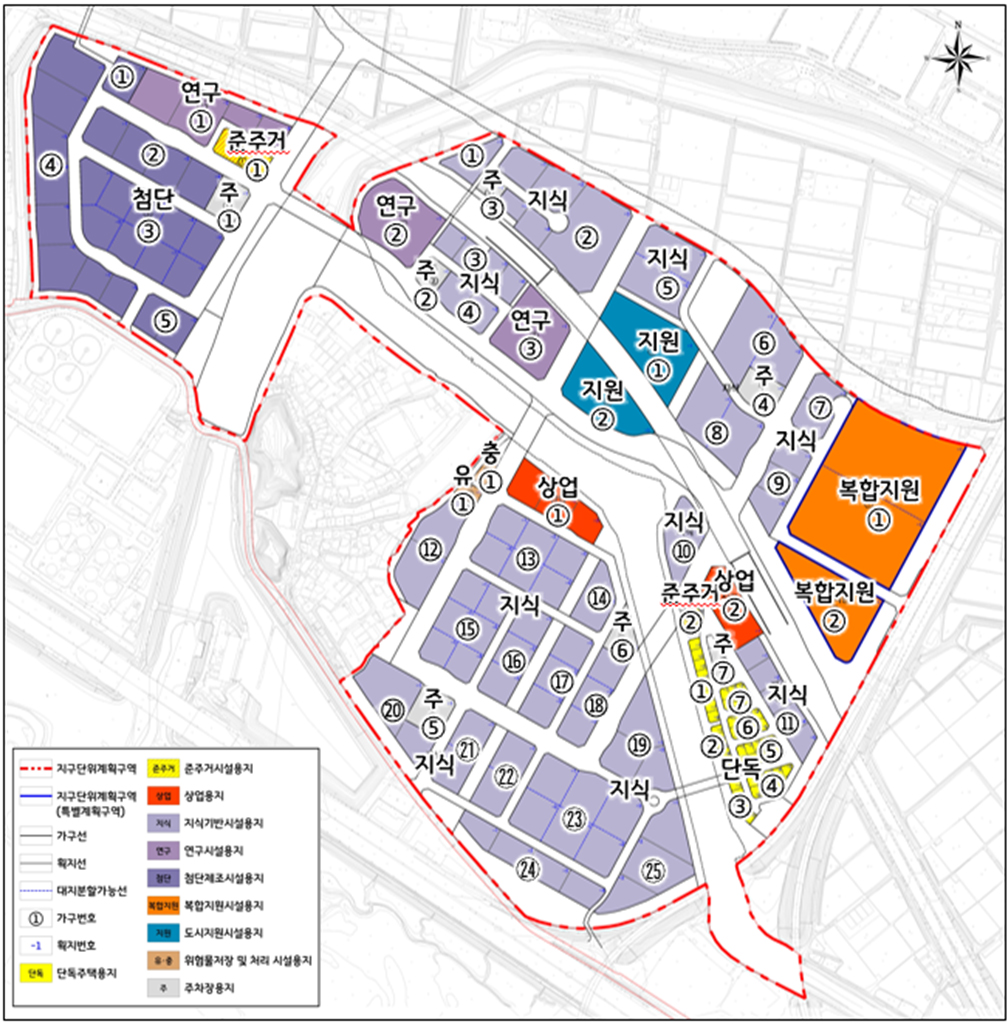 N
W
E
S
①
연구
①
준주거
①
②
④
첨단
③
주
①
⑤
①
주
③
지식
②
연구
②
③
지식
④
주
②
연구
③
지식
⑤
지원
①
지원
②
⑥
주
④
⑦
⑧
지식
⑨
복합지원
①
복합지원
②
충
①
유
①
상업
①
지식
⑩
상업
②
준주거
②
⑫
⑬
⑭
지식
⑮
⑯
⑰
⑱
주
⑥
주
⑦
①
⑦
⑥
②
⑤
단독
④
③
지식
⑪
⑲
⑳
주
⑤
지식
㉑
㉒
지식
㉓
㉔
㉕
지구단위계획구역
지구단위계획구역
(특별계획구역)
가구선
획지선
대지분할가능선
① 가구번호
-1 획지번호
단독 단독주택용지
준주거 준주거시설용지
상업 상업용지
지식 지식기반시설용지
연구 연구시설용지
첨단 첨단제조시설용지
복합지원 복합지원시설용지
지원 도시지원시설용지
유·충 위험물저장 및 처리 시설용지
주 주차장용지